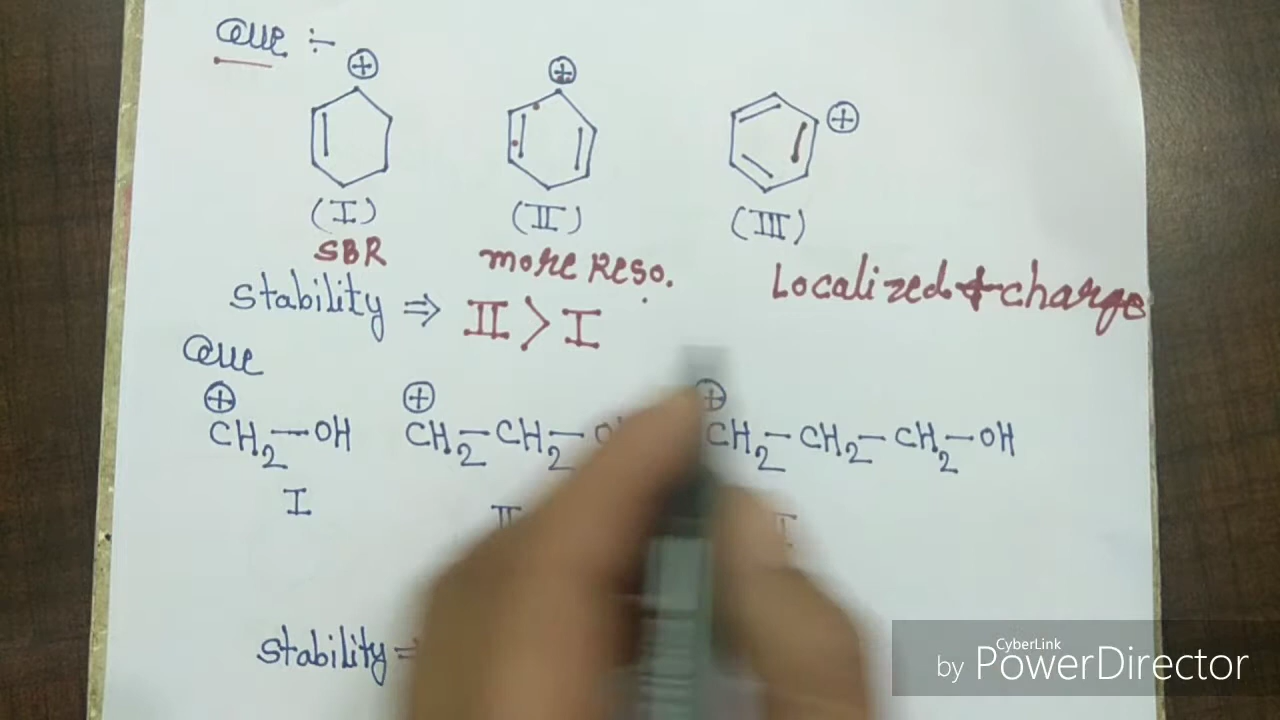 Que :-
⊕ ⊕ ⊕
(I) (II) (III)
SBR more Reso. Localized + charge
Stability ⇒ II > I
Que
⊕ ⊕ ⊕
CH2—OH CH2—CH2— CH2—CH2—CH2—OH
I
Stability
CyberLink
by PowerDirector